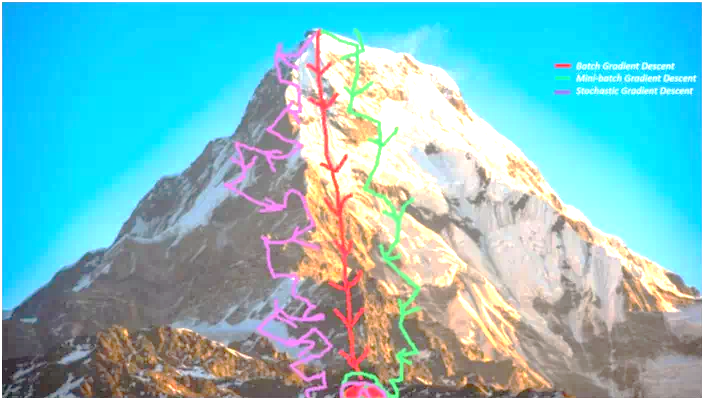 Batch Gradient Descent
Mini-batch Gradient Descent
Stochastic Gradient Descent